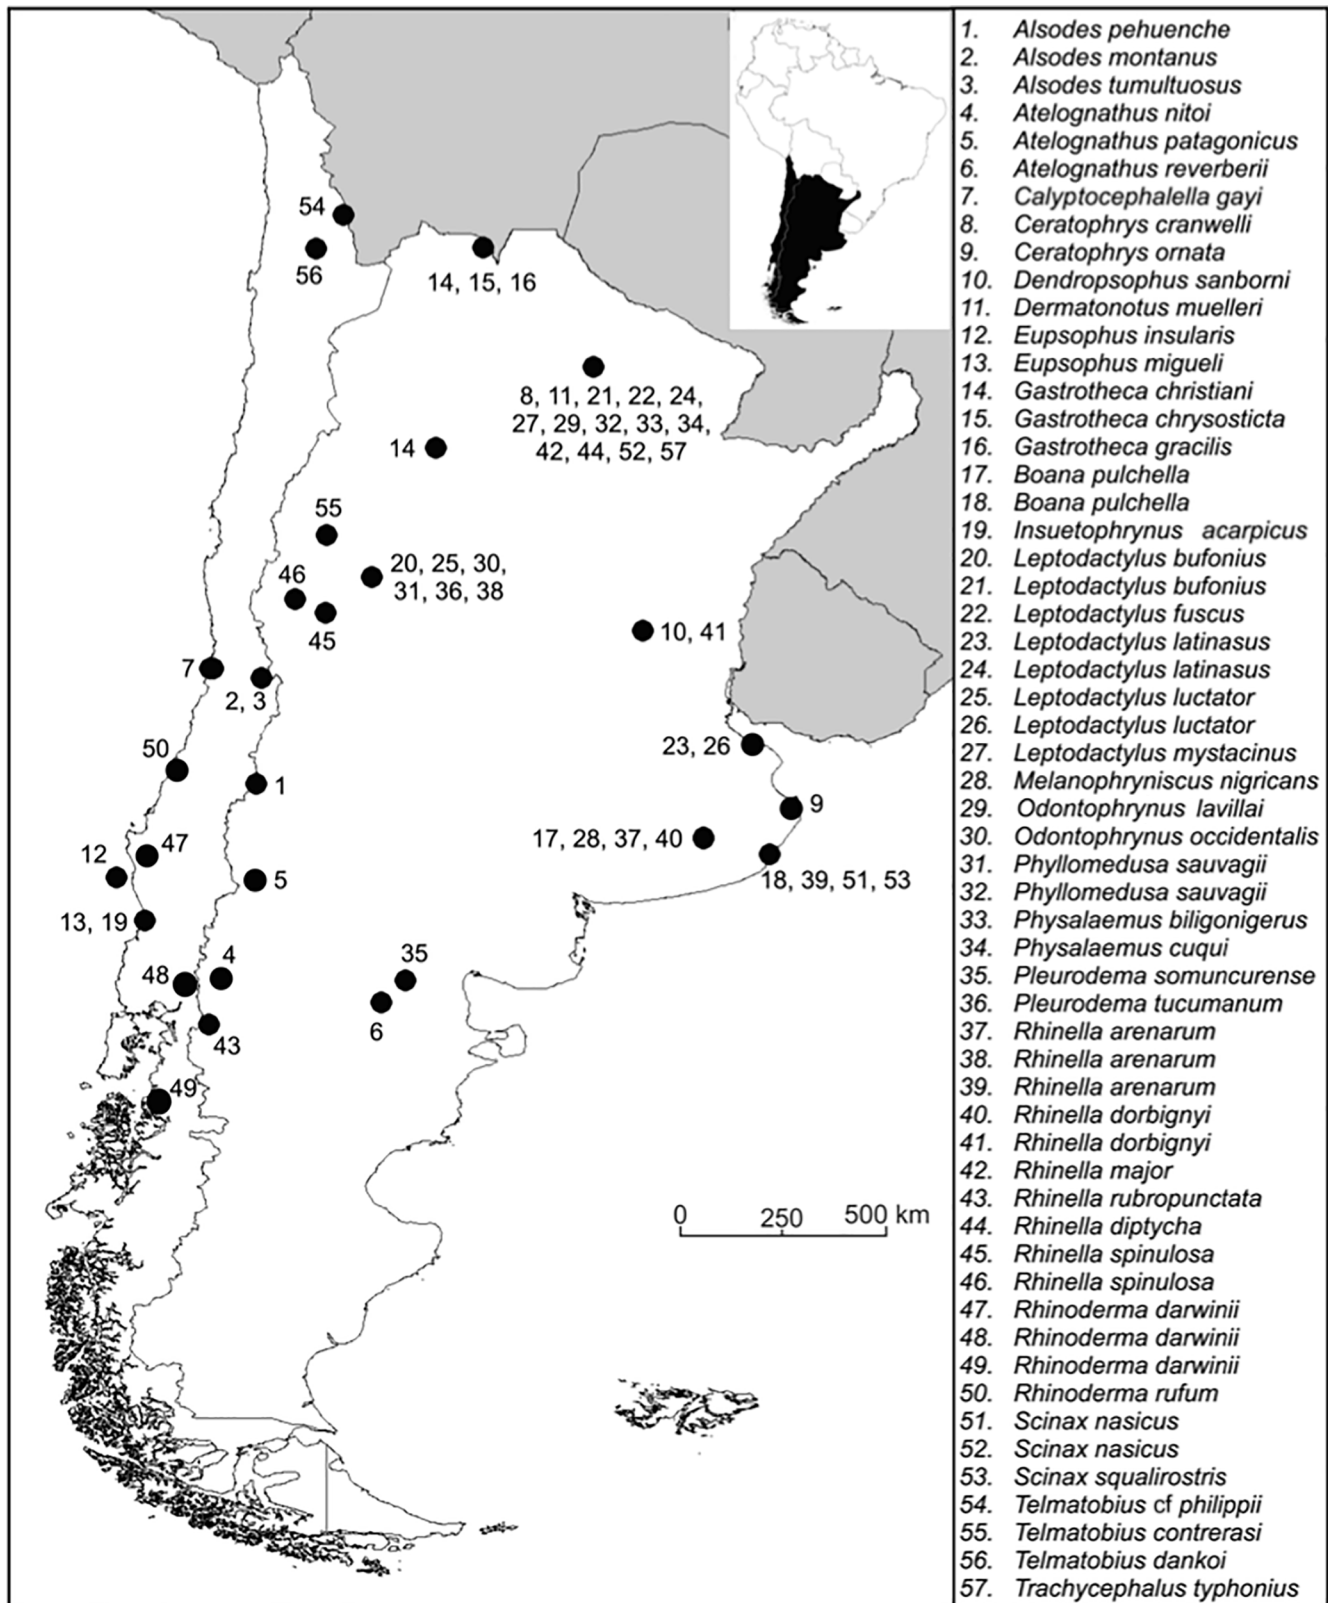 54
56
14, 15, 16
8, 11, 21, 22, 24,
27, 29, 32, 33, 34,
42, 44, 52, 57
14
55
20, 25, 30,
31, 36, 38
46
45
10, 41
7
2, 3
50
23, 26
1
9
47
17, 28, 37, 40
12
5
18, 39, 51, 53
13, 19
4
35
48
6
43
49
0 250 500 km
1. Alsodes pehuenche
2. Alsodes montanus
3. Alsodes tumultuosus
4. Atelognathus nitoi
5. Atelognathus patagonicus
6. Atelognathus reverberii
7. Calyptocephalella gayi
8. Ceratophrys cranwelli
9. Ceratophrys ornata
10. Dendropsophus sanborni
11. Dermatonotus muelleri
12. Eupsophus insularis
13. Eupsophus migueli
14. Gastrotheca christiani
15. Gastrotheca chrysosticta
16. Gastrotheca gracilis
17. Boana pulchella
18. Boana pulchella
19. Insuetophrynus acarpicus
20. Leptodactylus bufonius
21. Leptodactylus bufonius
22. Leptodactylus fuscus
23. Leptodactylus latinasus
24. Leptodactylus latinasus
25. Leptodactylus luctator
26. Leptodactylus luctator
27. Leptodactylus mystacinus
28. Melanophryniscus nigricans
29. Odontophrynus lavillai
30. Odontophrynus occidentalis
31. Phyllomedusa sauvagii
32. Phyllomedusa sauvagii
33. Physalaemus biligonigerus
34. Physalaemus cuqui
35. Pleurodema somuncurense
36. Pleurodema tucumanum
37. Rhinella arenarum
38. Rhinella arenarum
39. Rhinella arenarum
40. Rhinella dorbignyi
41. Rhinella dorbignyi
42. Rhinella major
43. Rhinella rubropunctata
44. Rhinella diptycha
45. Rhinella spinulosa
46. Rhinella spinulosa
47. Rhinoderma darwinii
48. Rhinoderma darwinii
49. Rhinoderma darwinii
50. Rhinoderma rufum
51. Scinax nasicus
52. Scinax nasicus
53. Scinax squalirostris
54. Telmatobius cf philippii
55. Telmatobius contrerasi
56. Telmatobius dankoi
57. Trachycephalus typhonius